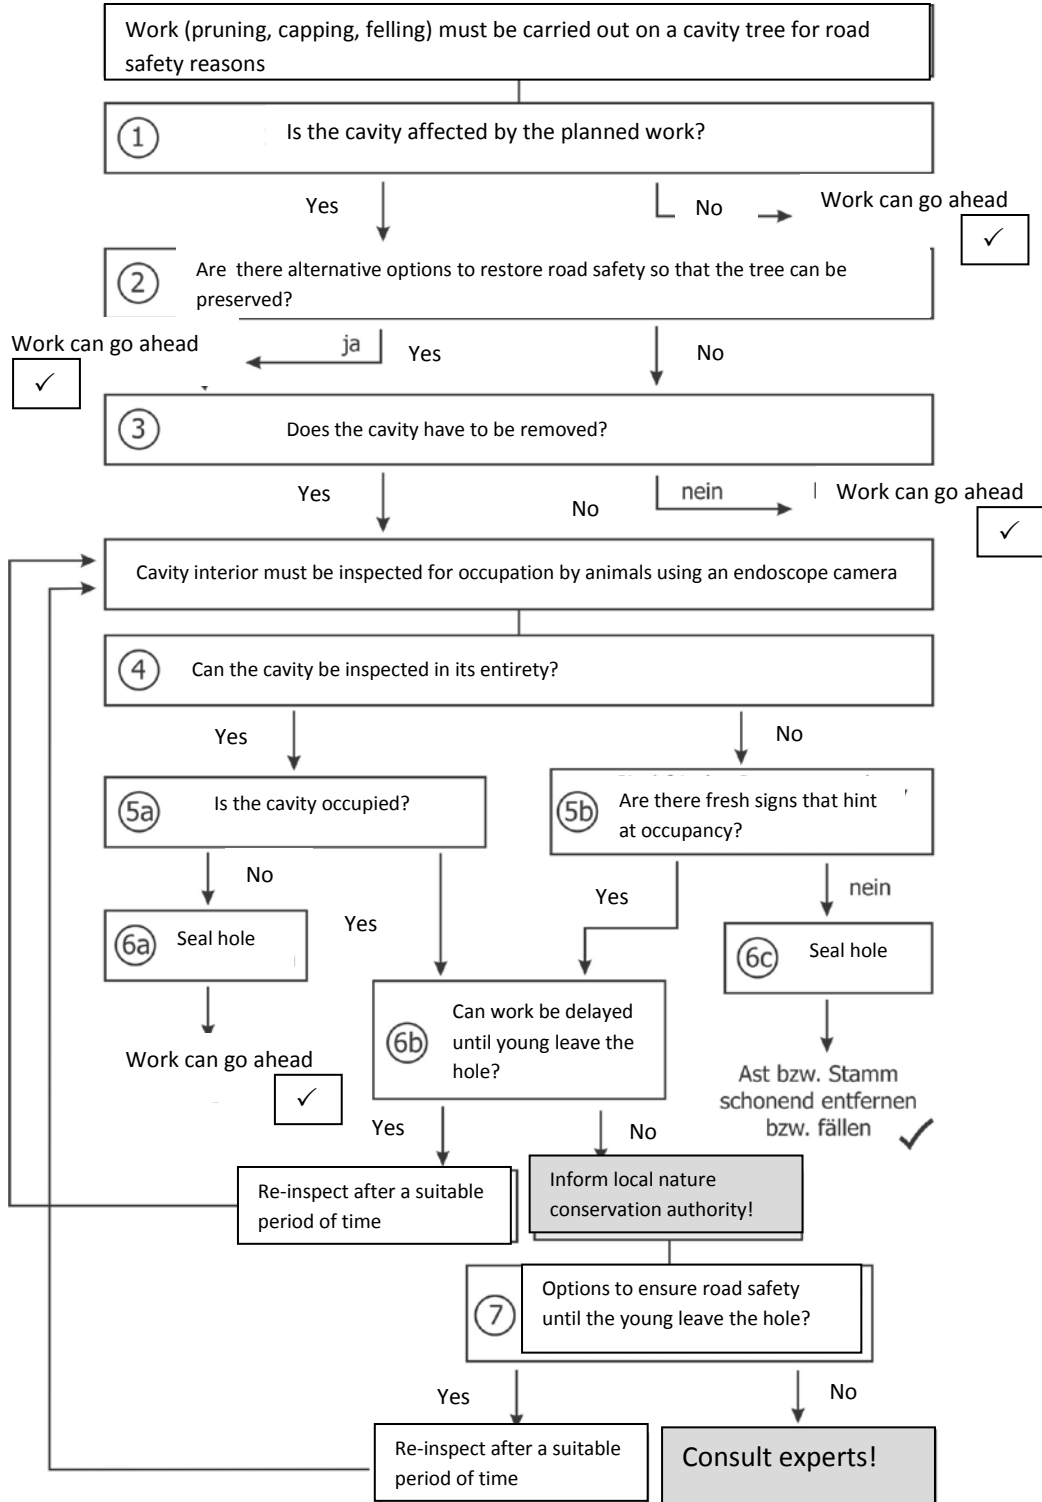 Work (pruning, capping, felling) must be carried out on a cavity tree for road
safety reasons
1
Is the cavity affected by the planned work?
Yes
No
Work can go ahead
✓
2
Are there alternative options to restore road safety so that the tree can be
preserved?
Work can go ahead
✓
ja
Yes
No
3
Does the cavity have to be removed?
Yes
No
nein
Work can go ahead
✓
Cavity interior must be inspected for occupation by animals using an endoscope camera
4
Can the cavity be inspected in its entirety?
Yes
No
5a
Is the cavity occupied?
5b
Are there fresh signs that hint
at occupancy?
No
Yes
Yes
nein
6a
Seal hole
6c
Seal hole
Work can go ahead
✓
6b
Can work be delayed
until young leave the
hole?
Ast bzw. Stamm
schonend entfernen
bzw. fällen ✓
Yes
No
Re-inspect after a suitable
period of time
Inform local nature
conservation authority!
7
Options to ensure road safety
until the young leave the hole?
Yes
No
Re-inspect after a suitable
period of time
Consult experts!